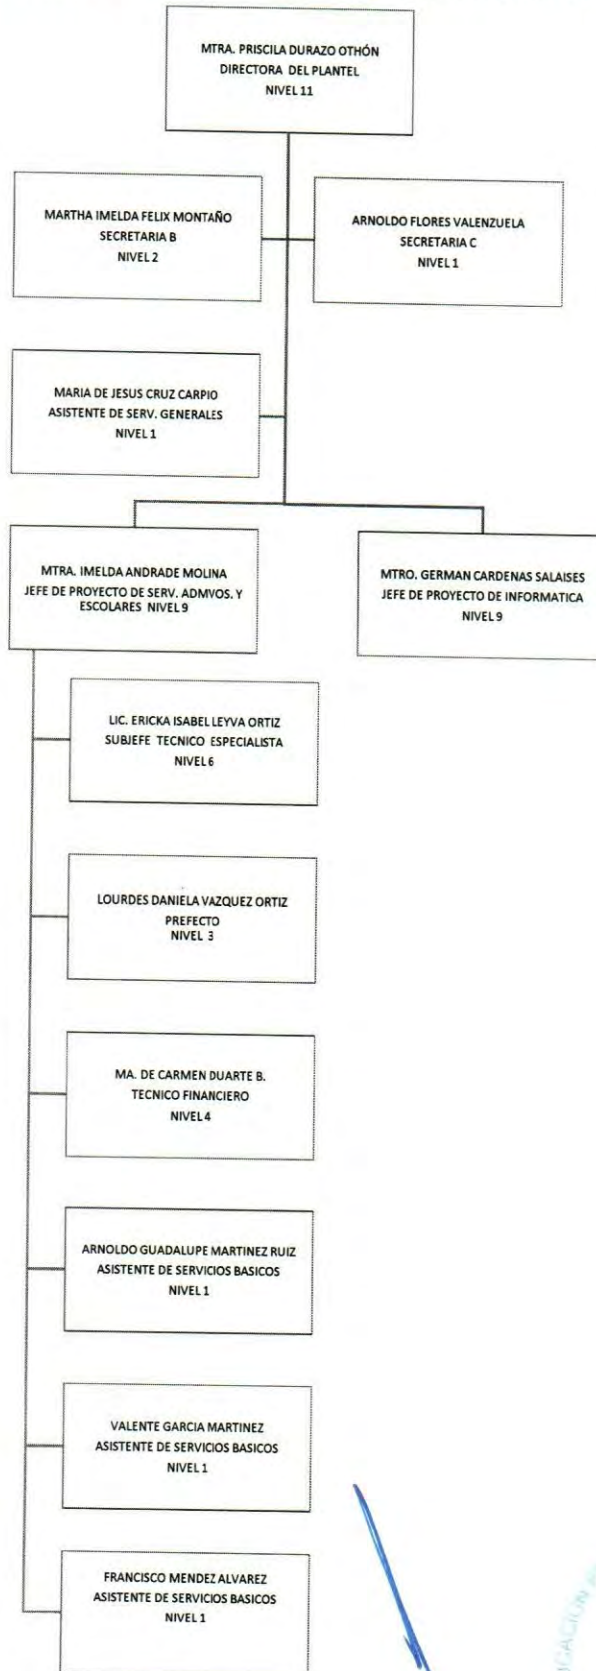 MTRA. PRISCILA DURAZO OTHÓN
DIRECTORA DEL PLANTEL
NIVEL 11
MARTHA IMELDA FELIX MONTAÑO
SECRETARIA B
NIVEL 2
ARNOLDO FLORES VALENZUELA
SECRETARIA C
NIVEL 1
MARIA DE JESUS CRUZ CARPIO
ASISTENTE DE SERV. GENERALES
NIVEL 1
MTRA. IMELDA ANDRADE MOLINA
JEFE DE PROYECTO DE SERV. ADMVOS. Y
ESCOLARES NIVEL 9
MTRO. GERMAN CARDENAS SALAISES
JEFE DE PROYECTO DE INFORMATICA
NIVEL 9
LIC. ERICKA ISABEL LEYVA ORTIZ
SUBJEFE TECNICO ESPECIALISTA
NIVEL 6
LOURDES DANIELA VAZQUEZ ORTIZ
PREFECTO
NIVEL 3
MA. DE CARMEN DUARTE B.
TECNICO FINANCIERO
NIVEL 4
ARNOLDO GUADALUPE MARTINEZ RUIZ
ASISTENTE DE SERVICIOS BASICOS
NIVEL 1
VALENTE GARCIA MARTINEZ
ASISTENTE DE SERVICIOS BASICOS
NIVEL 1
FRANCISCO MENDEZ ALVAREZ
ASISTENTE DE SERVICIOS BASICOS
NIVEL 1